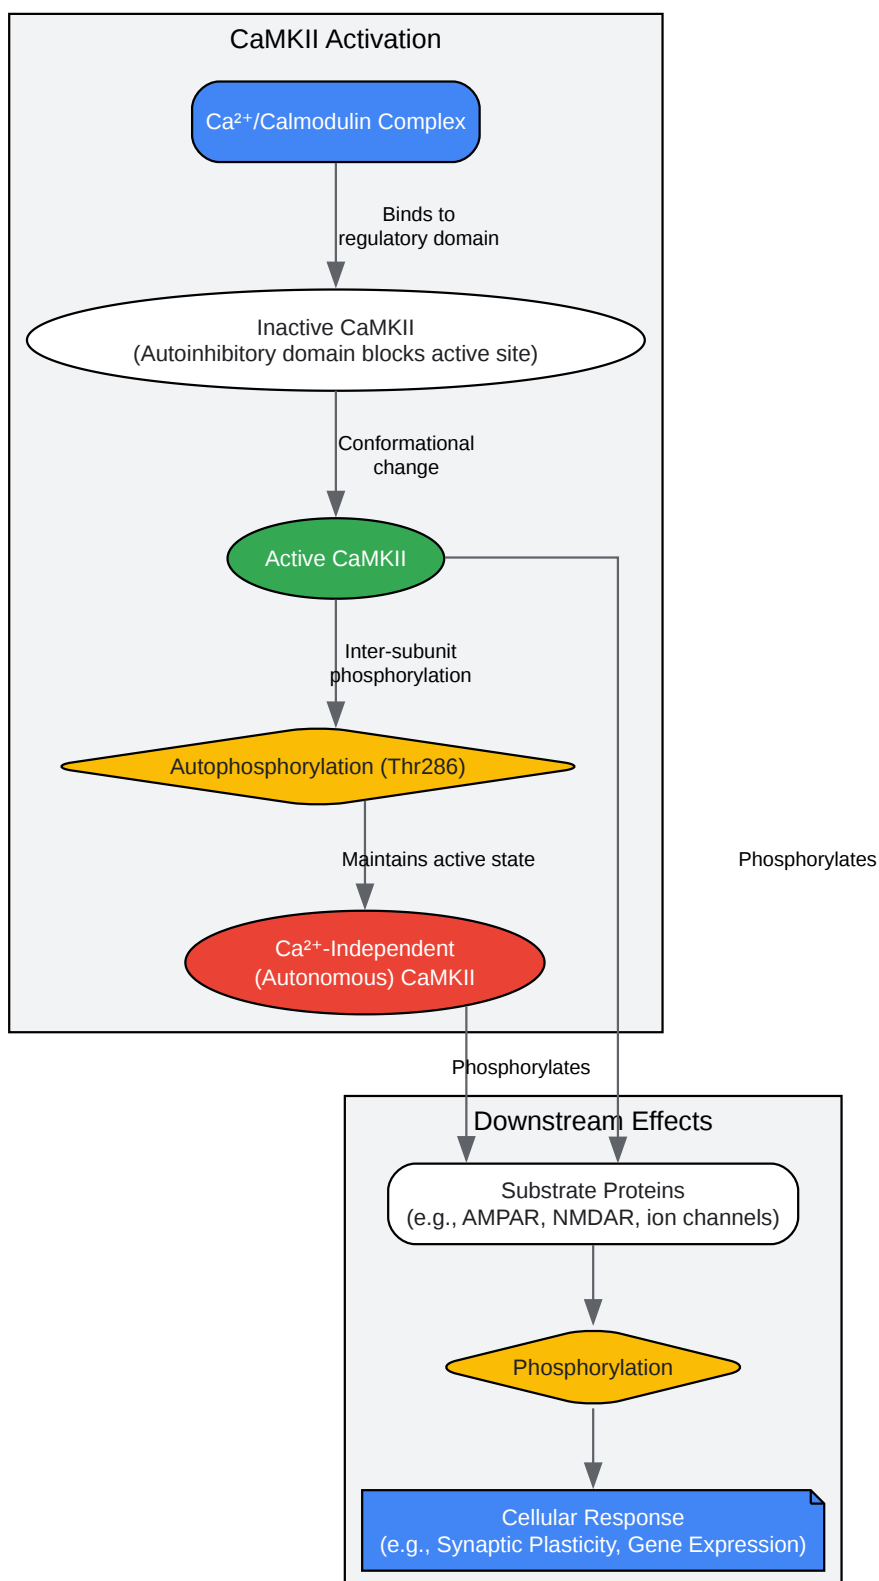 CaMKII Activation
Ca²⁺/Calmodulin Complex
Binds to
regulatory domain
Inactive CaMKII
(Autoinhibitory domain blocks active site)
Conformational
change
Active CaMKII
Inter-subunit
phosphorylation
Autophosphorylation (Thr286)
Maintains active state
Phosphorylates
Ca²⁺-Independent
(Autonomous) CaMKII
Phosphorylates
Downstream Effects
Substrate Proteins
(e.g., AMPAR, NMDAR, ion channels)
Phosphorylation
Cellular Response
(e.g., Synaptic Plasticity, Gene Expression)